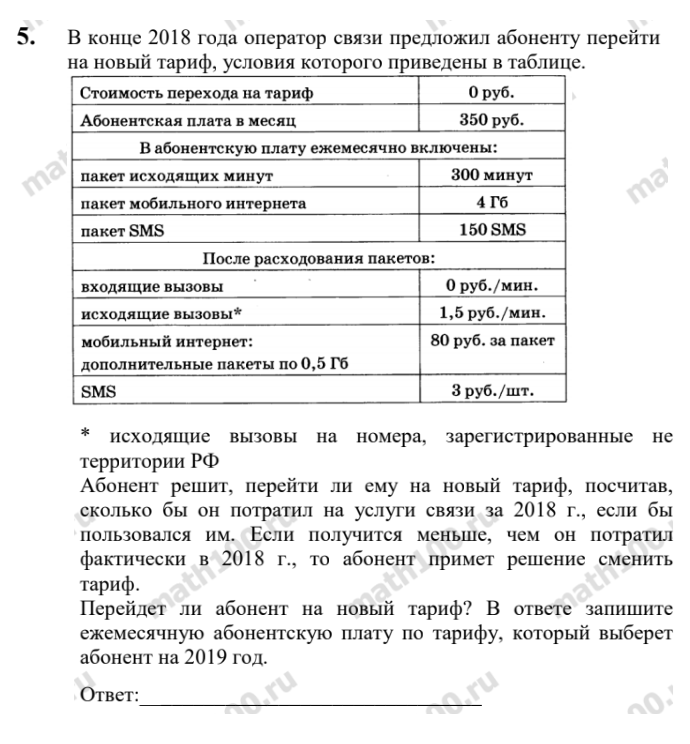 5. В конце 2018 года оператор связи предложил абоненту перейти
на новый тариф, условия которого приведены в таблице.
Стоимость перехода на тариф 0 руб.
Абонентская плата в месяц 350 руб.
В абонентскую плату ежемесячно включены:
пакет исходящих минут 300 минут
пакет мобильного интернета 4 Гб
пакет SMS 150 SMS
После расходования пакетов:
входящие вызовы 0 руб./мин.
исходящие вызовы* 1,5 руб./мин.
мобильный интернет: 80 руб. за пакет
дополнительные пакеты по 0,5 Гб
SMS 3 руб./шт.
* исходящие вызовы на номера, зарегистрированные не
территории РФ
Абонент решит, перейти ли ему на новый тариф, посчитав,
сколько бы он потратил на услуги связи за 2018 г., если бы
пользовался им. Если получится меньше, чем он потратил
фактически в 2018 г., то абонент примет решение сменить
тариф.
Перейдет ли абонент на новый тариф? В ответе запишите
ежемесячную абонентскую плату по тарифу, который выберет
абонент на 2019 год.
Ответ:
math100.ru
math100.ru